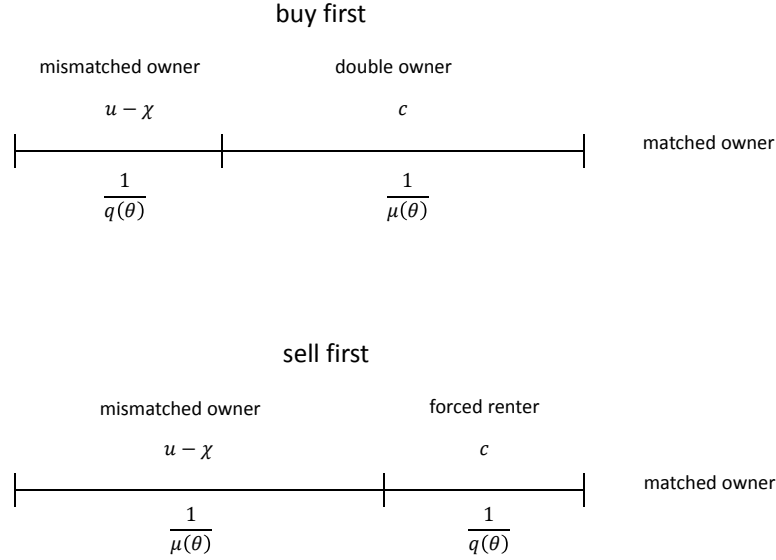 buy first
mismatched owner double owner
u − χ c
matched owner
1/q(θ) 1/μ(θ)
sell first
mismatched owner forced renter
u − χ c
matched owner
1/μ(θ) 1/q(θ)